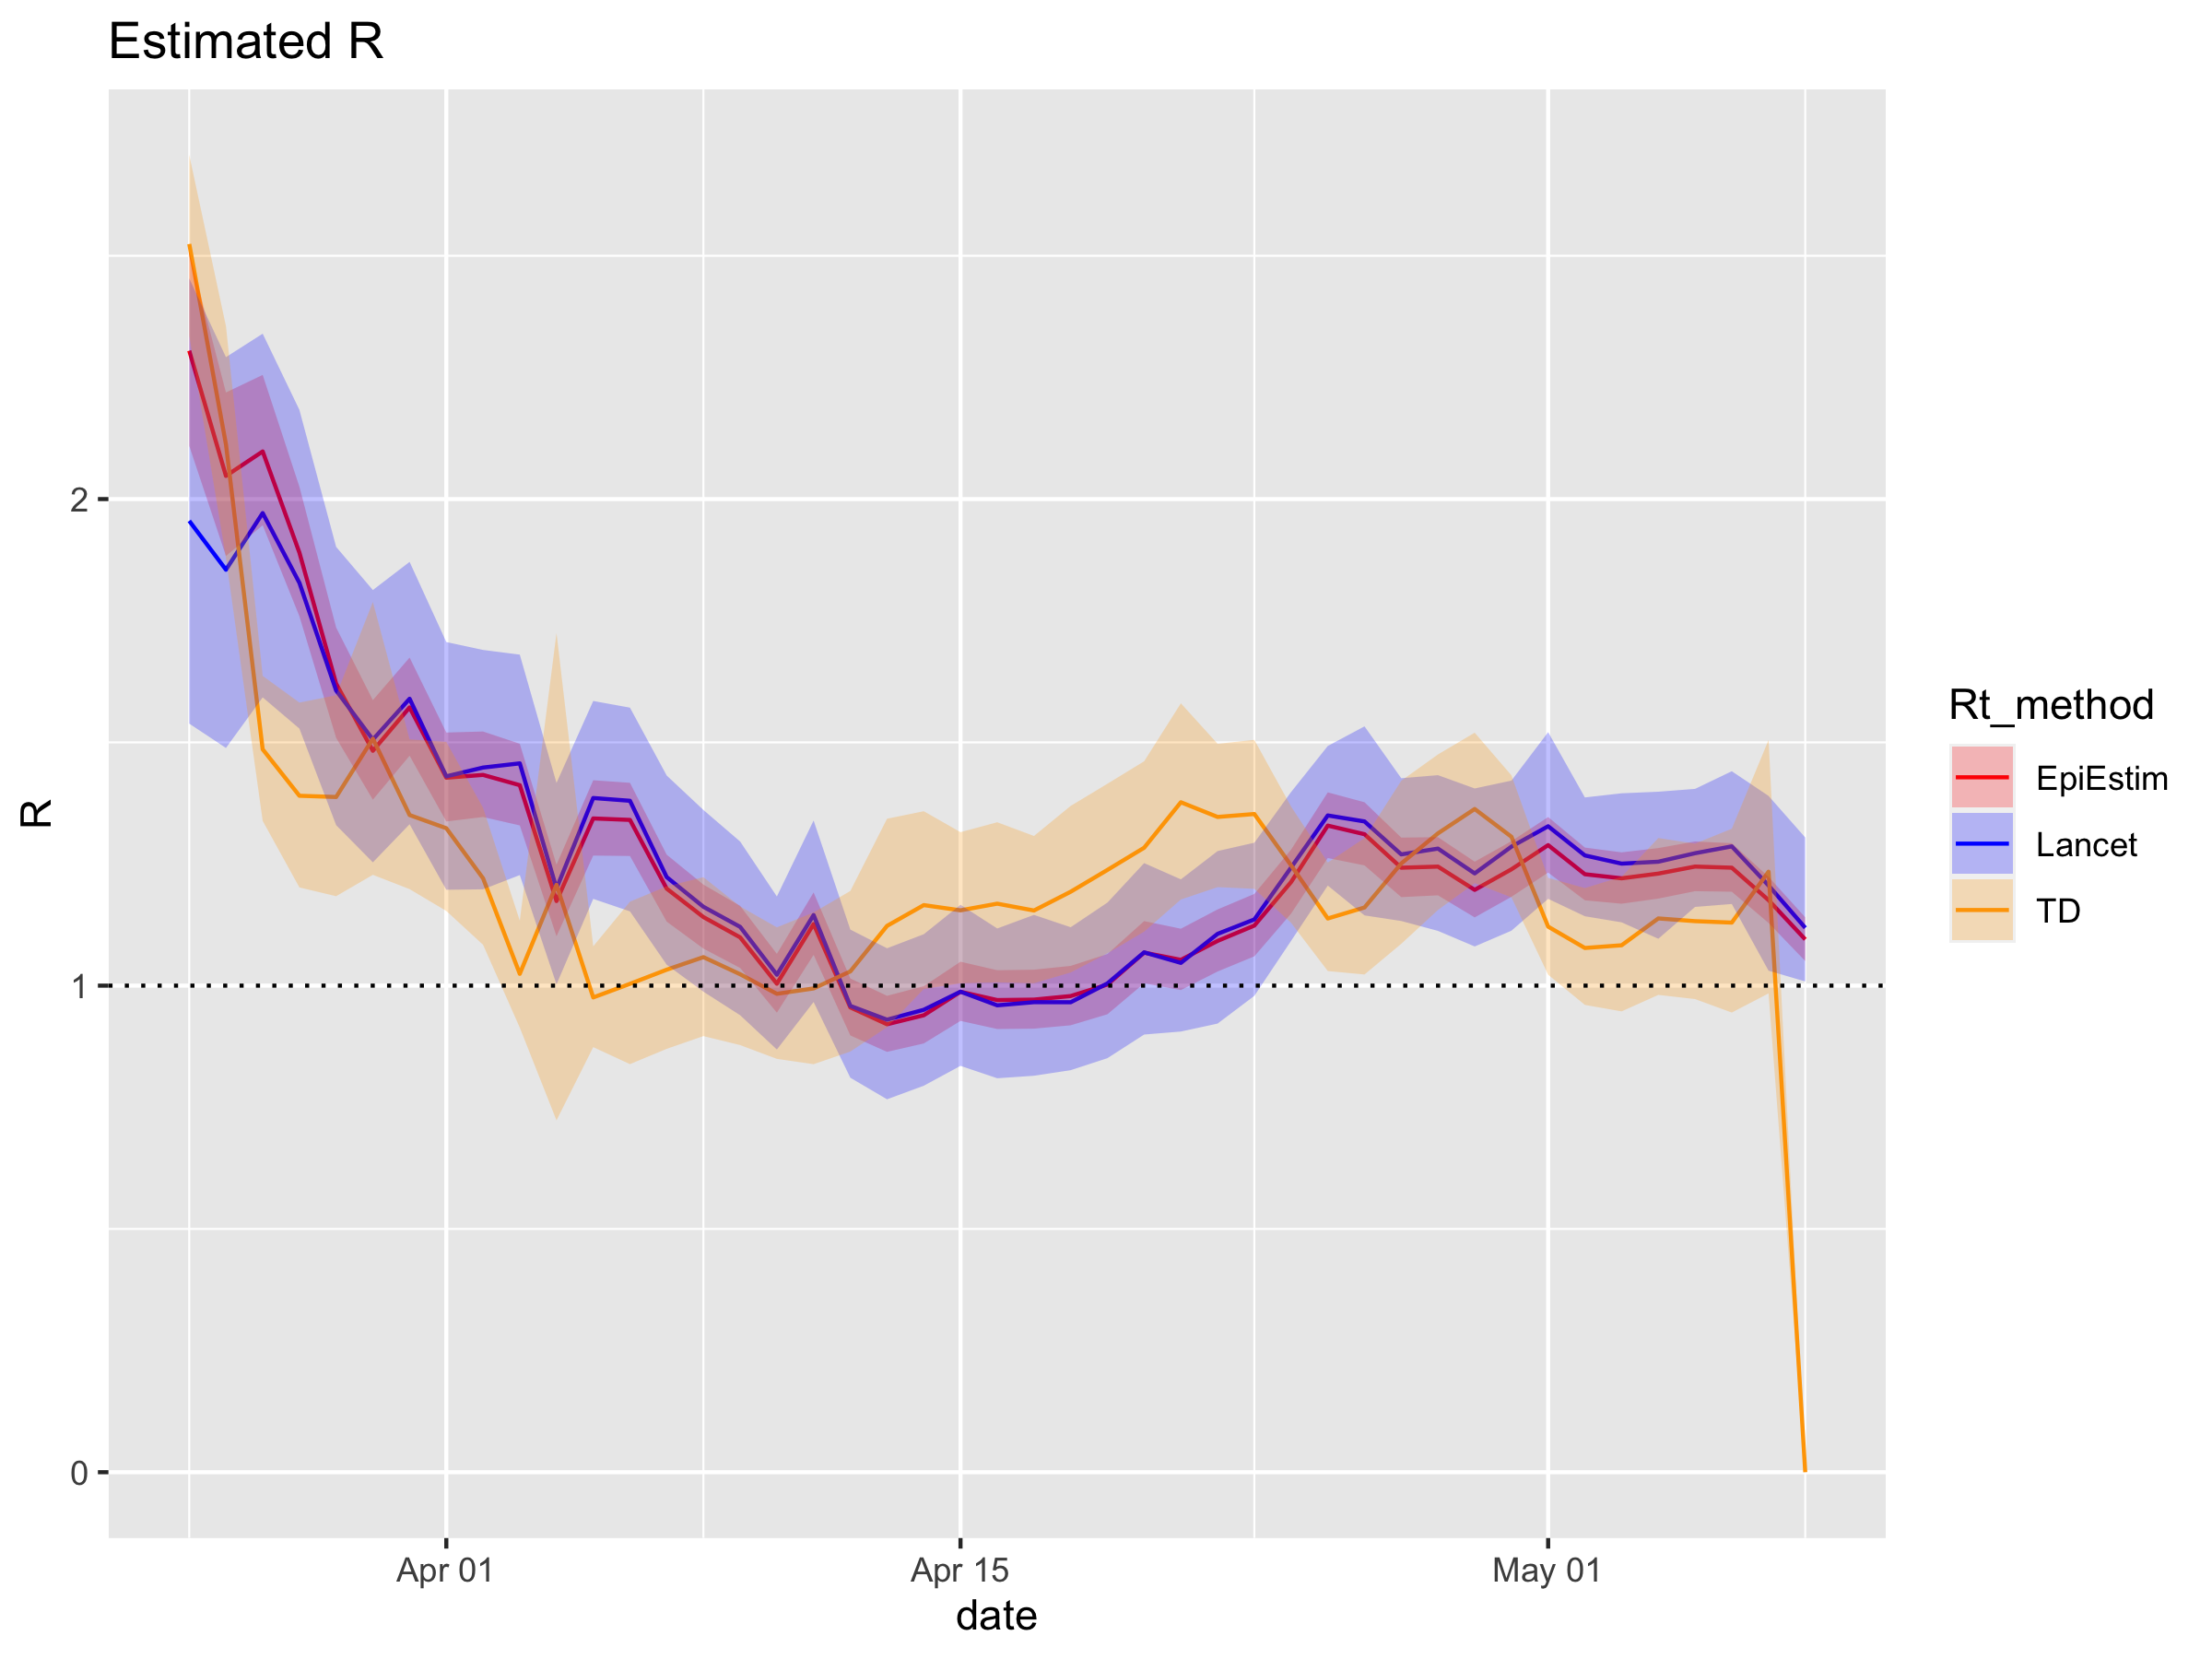 Estimated R
R
2
1
0
Apr 01
Apr 15
May 01
date
Rt_method
EpiEstim
Lancet
TD